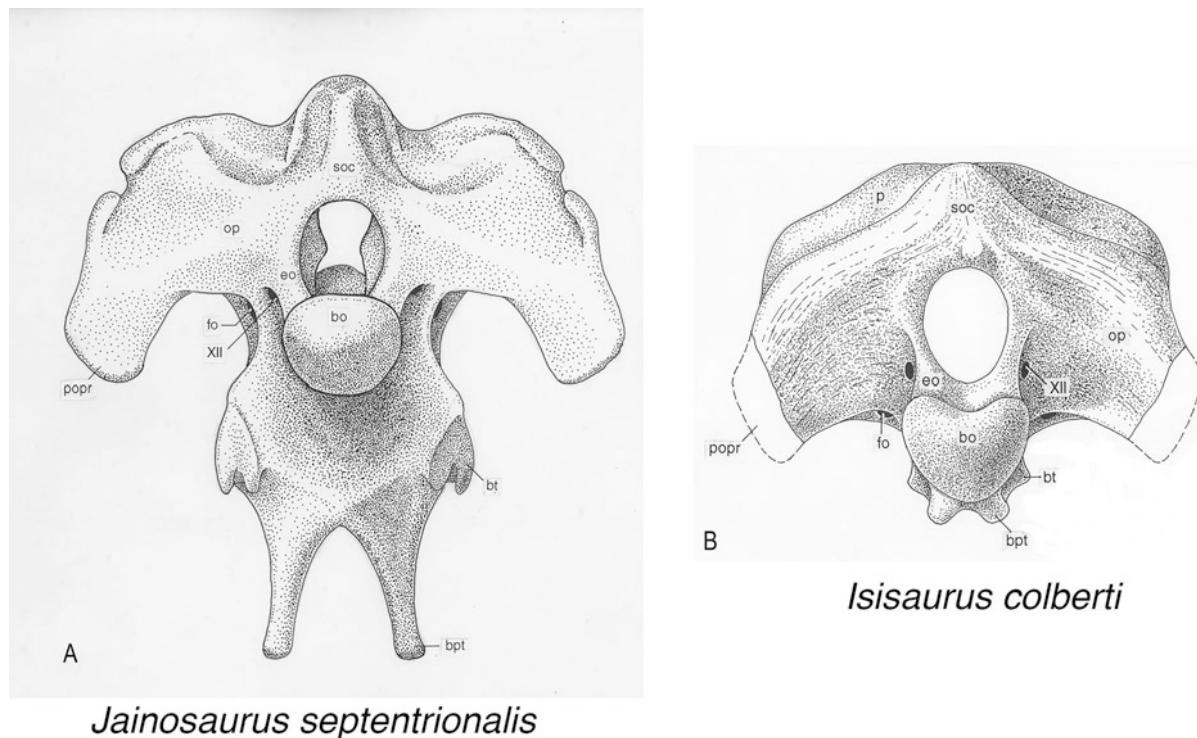 soc
op
eo
bo
fo
XII
popr
bt
bpt
A
Jainosaurus septentrionalis
p
soc
op
XII
eo
fo
bo
popr
bt
bpt
B
Isisaurus colberti